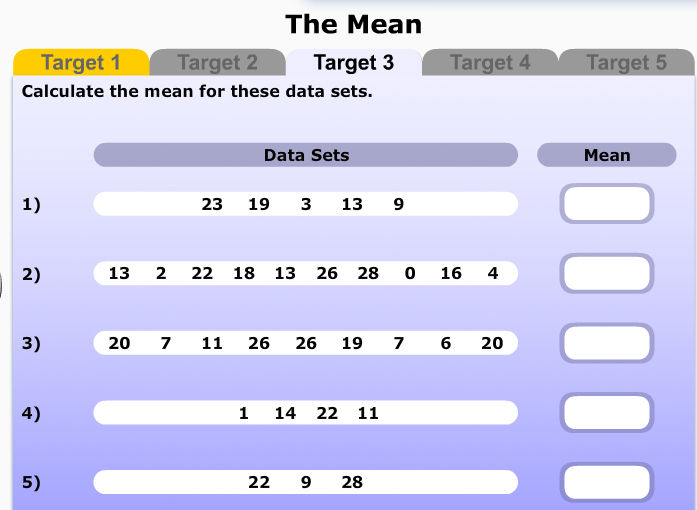 The Mean
Target 1 Target 2 Target 3 Target 4 Target 5
Calculate the mean for these data sets.
Data Sets Mean
1) 23 19 3 13 9
2) 13 2 22 18 13 26 28 0 16 4
3) 20 7 11 26 26 19 7 6 20
4) 1 14 22 11
5) 22 9 28